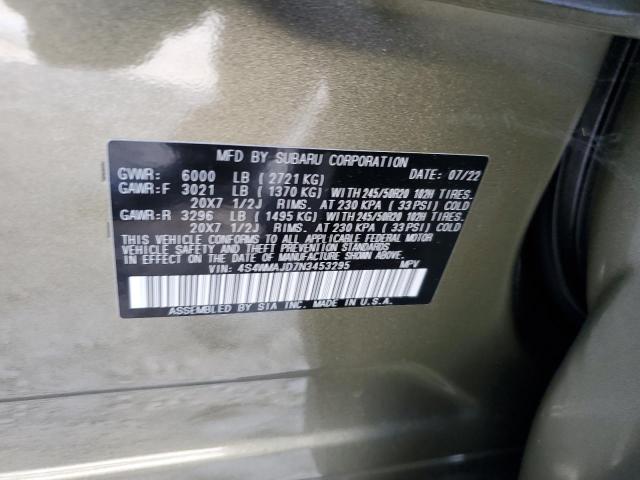 MFD BY SUBARU CORPORATION DATE: 07/22
GVWR: 6000 LB ( 2721 KG)
GAWR:F 3021 LB ( 1370 KG) WITH 245/50R20 102H TIRES.
20X7 1/2J RIMS. AT 230 KPA ( 33 PSI) COLD
GAWR:R 3296 LB ( 1495 KG) WITH 245/50R20 102H TIRES.
20X7 1/2J RIMS. AT 230 KPA ( 33 PSI) COLD
THIS VEHICLE CONFORMS TO ALL APPLICABLE FEDERAL MOTOR
VEHICLE SAFETY AND THEFT PREVENTION STANDARDS
IN EFFECT ON THE DATE OF MANUFACTURE SHOWN ABOVE.
VIN: 4S4WMAJD7N3453295 MPV
ASSEMBLED BY SIA INC. MADE IN U.S.A.